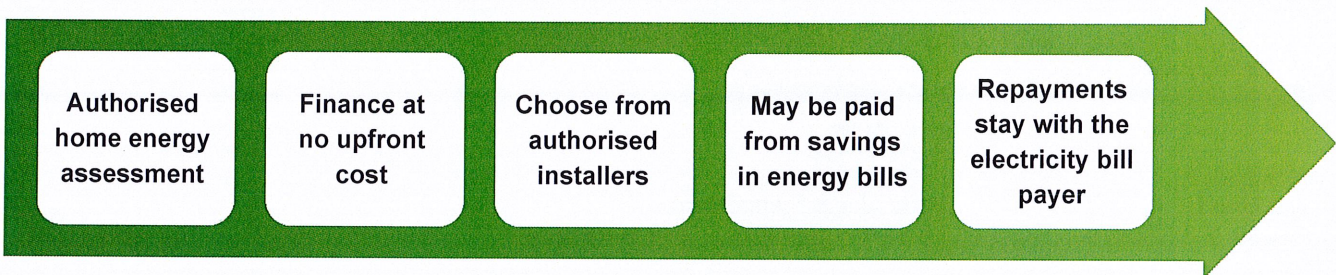 Authorised
home energy
assessment
Finance at
no upfront
cost
Choose from
authorised
installers
May be paid
from savings
in energy bills
Repayments
stay with the
electricity bill
payer